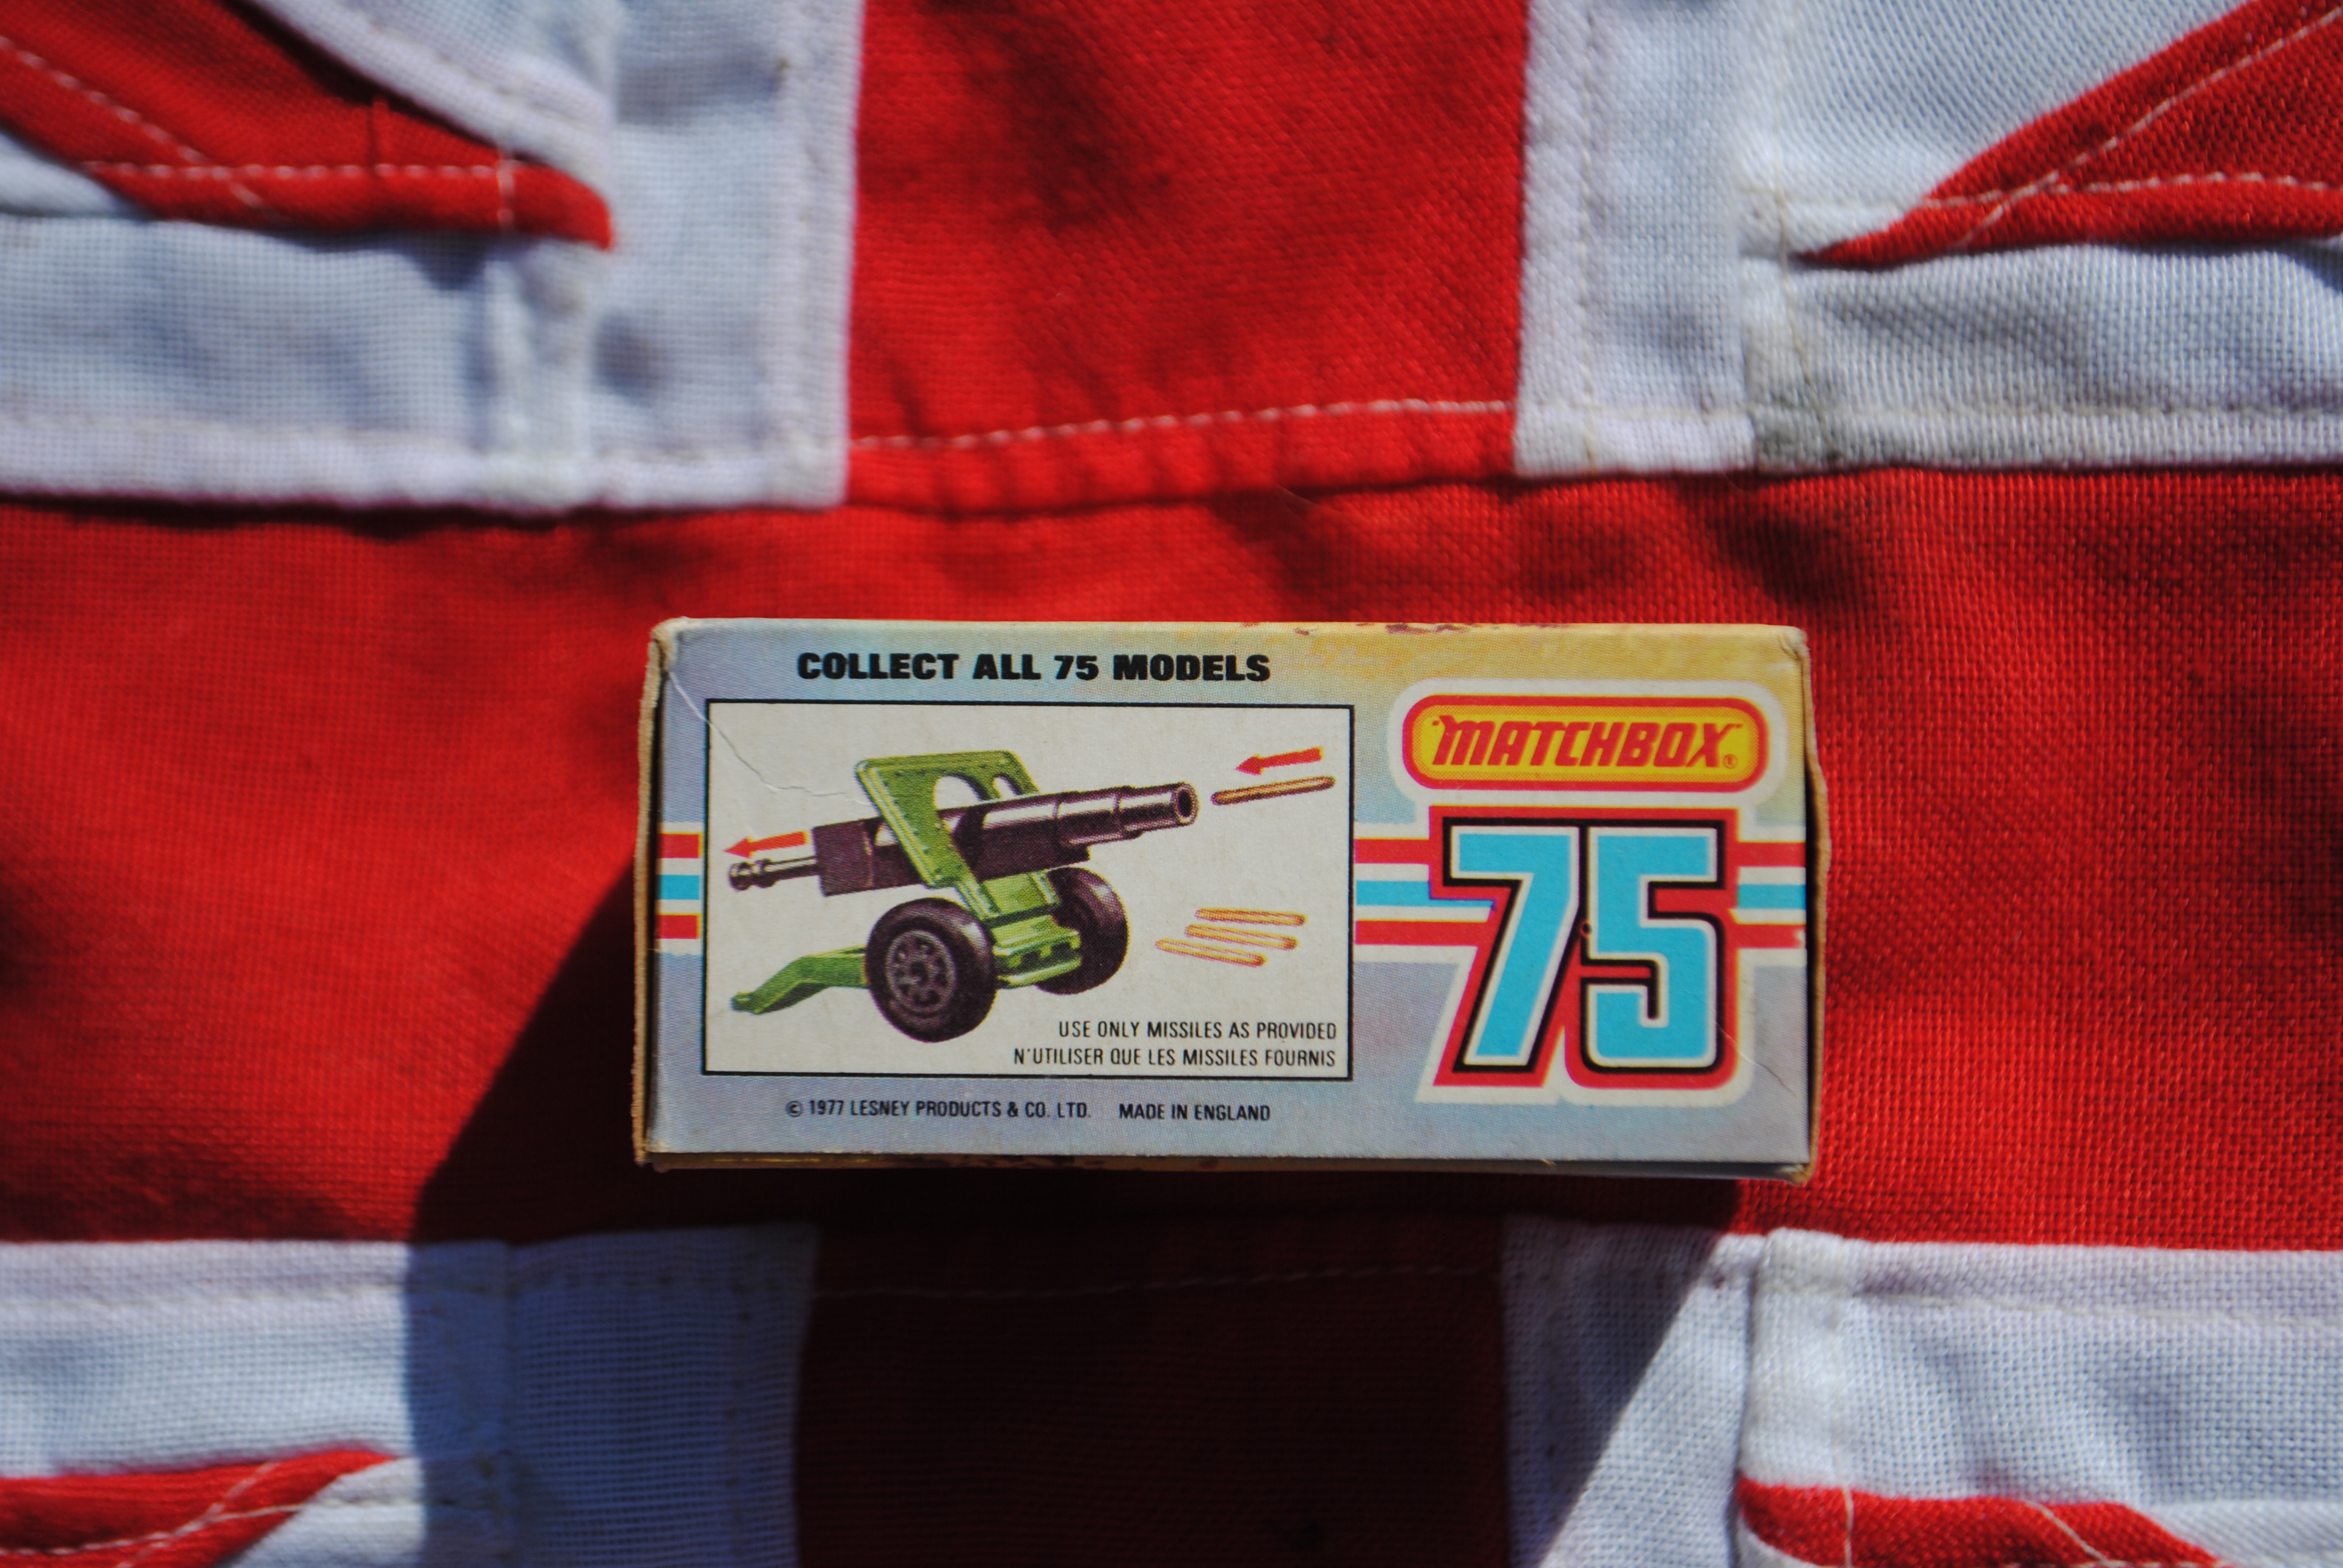 COLLECT ALL 75 MODELS
"MATCHBOX"®
75
USE ONLY MISSILES AS PROVIDED
N'UTILISER QUE LES MISSILES FOURNIS
© 1977 LESNEY PRODUCTS & CO. LTD. MADE IN ENGLAND